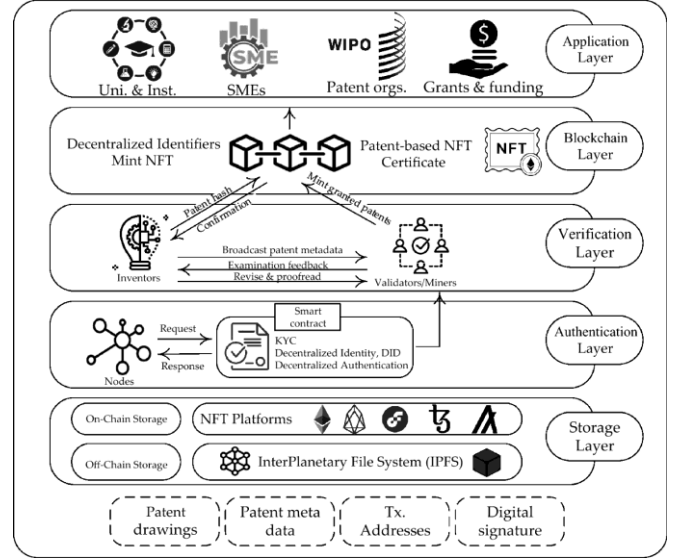 SME
WIPO
Uni. & Inst.
SMEs
Patent orgs.
Grants & funding
Application
Layer
Decentralized Identifiers
Mint NFT
Patent-based NFT
Certificate
NFT
Blockchain
Layer
Patent hash
Confirmation
Mint granted patents
Broadcast patent metadata
Examination feedback
Revise & proofread
Inventors
Validators/Miners
Verification
Layer
Smart
contract
Request
Response
Nodes
KYC
Decentralized Identity, DID
Decentralized Authentication
Authentication
Layer
On-Chain Storage
NFT Platforms
Off-Chain Storage
InterPlanetary File System (IPFS)
Storage
Layer
Patent
drawings
Patent meta
data
Tx.
Addresses
Digital
signature